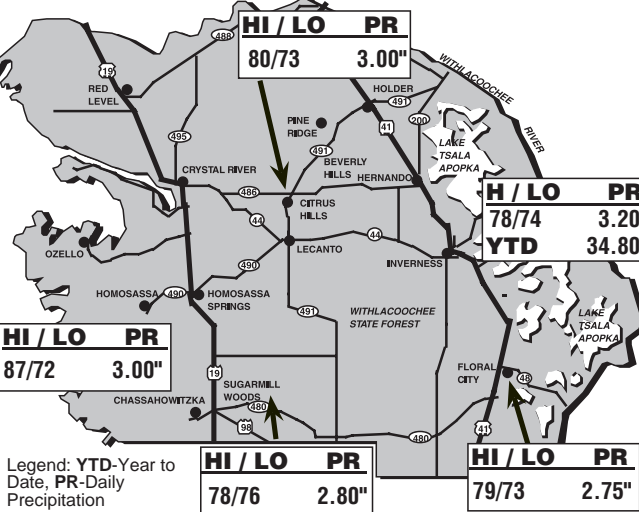 HI / LO PR
80/73 3.00"
488
19
RED
LEVEL
WITHLACOOCHEE
RIVER
HOLDER
491
200
41
PINE
RIDGE
495
491
LAKE
TSALA
APOPKA
BEVERLY
HILLS
CRYSTAL RIVER
HERNANDO
486
CITRUS
HILLS
H / LO PR
78/74 3.20
YTD 34.80
44
44
LECANTO
OZELLO
INVERNESS
490
HOMOSASSA
490
HOMOSASSA
SPRINGS
491
WITHLACOOCHEE
STATE FOREST
LAKE
TSALA
APOPKA
HI / LO PR
87/72 3.00"
19
FLORAL
CITY
48
SUGARMILL
WOODS
CHASSAHOWITZKA
480
98
480
41
Legend: YTD-Year to
Date, PR-Daily
Precipitation
HI / LO PR
78/76 2.80"
HI / LO PR
79/73 2.75"